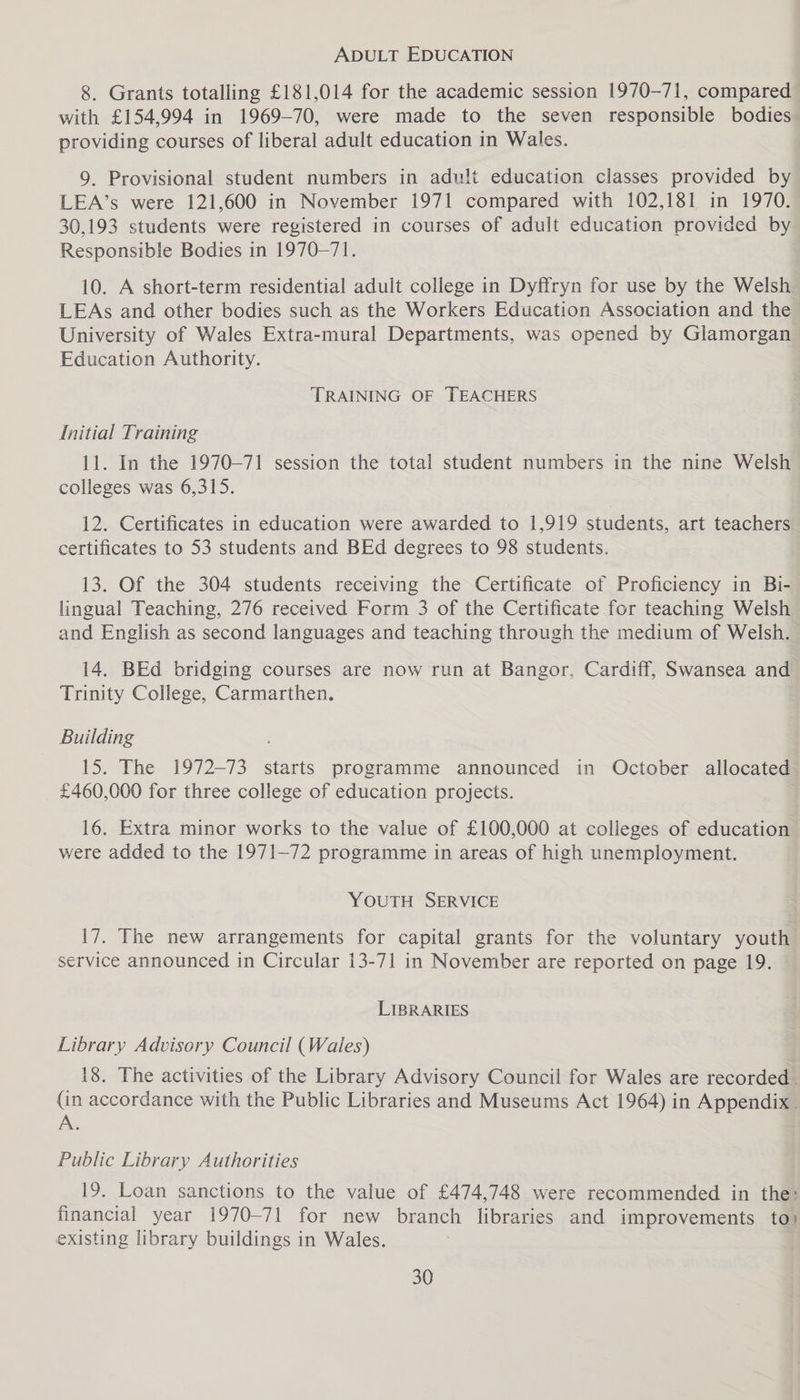 ADULT EDUCATION
8. Grants totalling £181,014 for the academic session 1970–71, compared
with £154,994 in 1969–70, were made to the seven responsible bodies
providing courses of liberal adult education in Wales.
9. Provisional student numbers in adult education classes provided by
LEA’s were 121,600 in November 1971 compared with 102,181 in 1970.
30,193 students were registered in courses of adult education provided by
Responsible Bodies in 1970–71.
10. A short-term residential adult college in Dyffryn for use by the Welsh
LEAs and other bodies such as the Workers Education Association and the
University of Wales Extra-mural Departments, was opened by Glamorgan
Education Authority.
TRAINING OF TEACHERS
Initial Training
11. In the 1970–71 session the total student numbers in the nine Welsh
colleges was 6,315.
12. Certificates in education were awarded to 1,919 students, art teachers
certificates to 53 students and BEd degrees to 98 students.
13. Of the 304 students receiving the Certificate of Proficiency in Bi-
lingual Teaching, 276 received Form 3 of the Certificate for teaching Welsh
and English as second languages and teaching through the medium of Welsh.
14. BEd bridging courses are now run at Bangor, Cardiff, Swansea and
Trinity College, Carmarthen.
Building
15. The 1972–73 starts programme announced in October allocated
£460,000 for three college of education projects.
16. Extra minor works to the value of £100,000 at colleges of education
were added to the 1971–72 programme in areas of high unemployment.
YOUTH SERVICE
17. The new arrangements for capital grants for the voluntary youth
service announced in Circular 13-71 in November are reported on page 19.
LIBRARIES
Library Advisory Council (Wales)
18. The activities of the Library Advisory Council for Wales are recorded
(in accordance with the Public Libraries and Museums Act 1964) in Appendix
A.
Public Library Authorities
19. Loan sanctions to the value of £474,748 were recommended in the
financial year 1970–71 for new branch libraries and improvements to
existing library buildings in Wales.
30